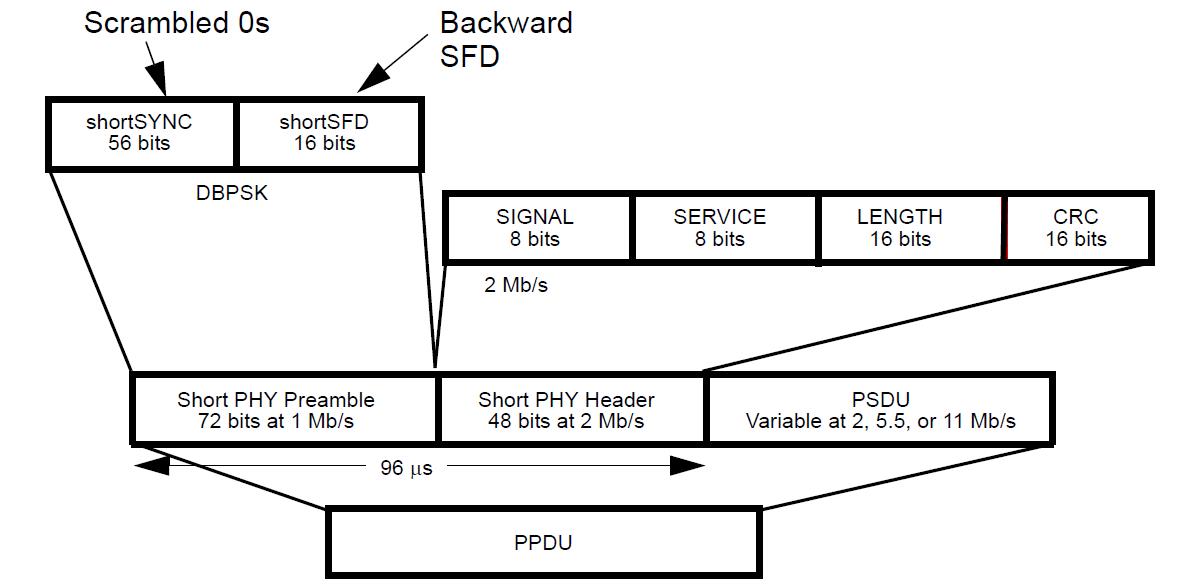 Scrambled 0s
Backward
SFD
shortSYNC
56 bits
shortSFD
16 bits
DBPSK
SIGNAL
8 bits
SERVICE
8 bits
LENGTH
16 bits
CRC
16 bits
2 Mb/s
Short PHY Preamble
72 bits at 1 Mb/s
Short PHY Header
48 bits at 2 Mb/s
PSDU
Variable at 2, 5.5, or 11 Mb/s
96 μs
PPDU